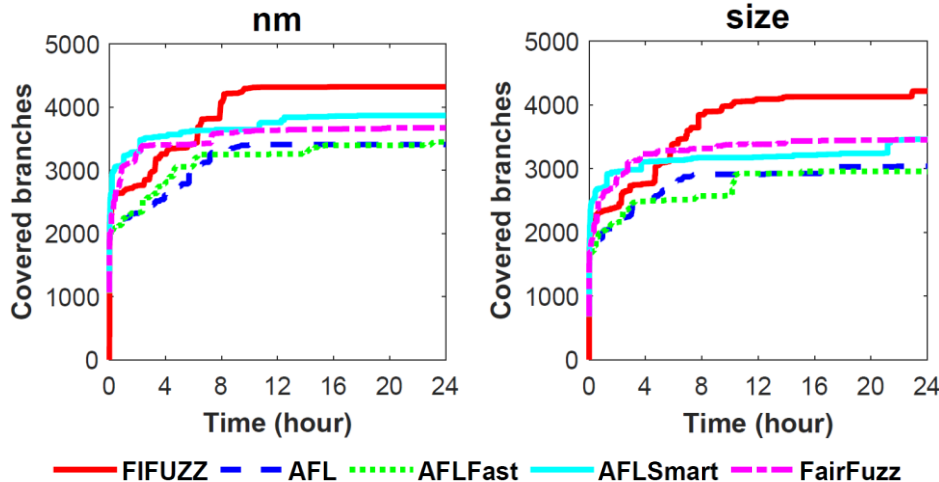 nm
size
5000
4000
3000
2000
1000
0
Covered branches
0 4 8 12 16 20 24
Time (hour)
5000
4000
3000
2000
1000
0
Covered branches
0 4 8 12 16 20 24
Time (hour)
FIFUZZ AFL AFLFast AFLSmart FairFuzz